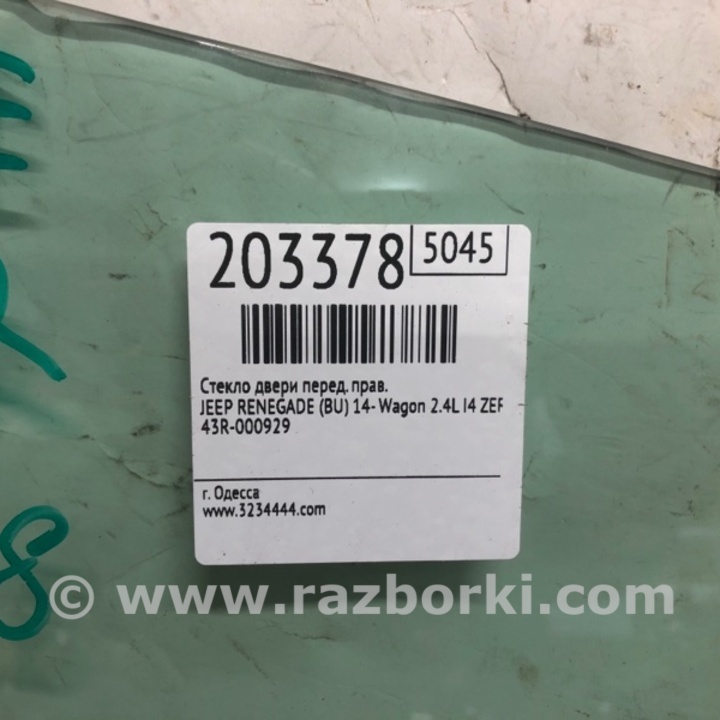 203378 5045
Стекло двери перед. прав.
JEEP RENEGADE (BU) 14- Wagon 2.4L I4 ZEF
43R-000929
г. Одесса
www.3234444.com
8
© www.razborki.com